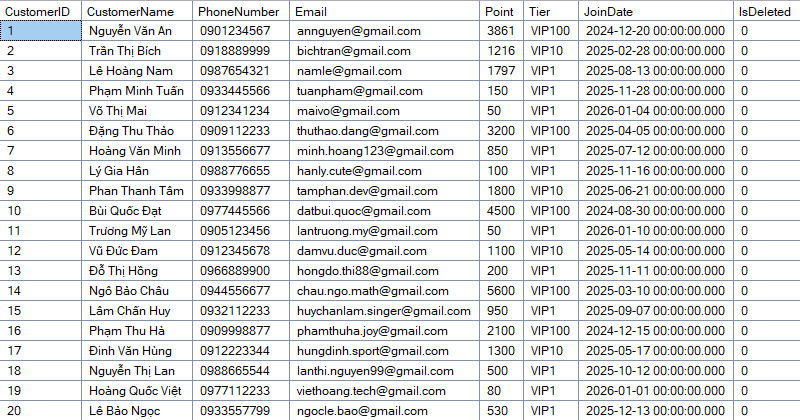 CustomerID CustomerName PhoneNumber Email Point Tier JoinDate IsDeleted
1 Nguyễn Văn An 0901234567 annguyen@gmail.com 3861 VIP100 2024-12-20 00:00:00.000 0
2 Trần Thị Bích 0918889999 bichtran@gmail.com 1216 VIP10 2025-02-28 00:00:00.000 0
3 Lê Hoàng Nam 0987654321 namle@gmail.com 1797 VIP1 2025-08-13 00:00:00.000 0
4 Phạm Minh Tuấn 0933445566 tuanpham@gmail.com 150 VIP1 2025-11-28 00:00:00.000 0
5 Võ Thị Mai 0912341234 maivo@gmail.com 50 VIP1 2026-01-04 00:00:00.000 0
6 Đặng Thu Thảo 0909112233 thuthao.dang@gmail.com 3200 VIP100 2025-04-05 00:00:00.000 0
7 Hoàng Văn Minh 0913556677 minh.hoang123@gmail.com 850 VIP1 2025-07-12 00:00:00.000 0
8 Lý Gia Hân 0988776655 hanly.cute@gmail.com 100 VIP1 2025-11-16 00:00:00.000 0
9 Phan Thanh Tâm 0933998877 tamphan.dev@gmail.com 1800 VIP10 2025-06-21 00:00:00.000 0
10 Bùi Quốc Đạt 0977445566 datbui.quoc@gmail.com 4500 VIP100 2024-08-30 00:00:00.000 0
11 Trương Mỹ Lan 0905123456 lantruong.my@gmail.com 50 VIP1 2026-01-10 00:00:00.000 0
12 Vũ Đức Đam 0912345678 damvu.duc@gmail.com 1100 VIP10 2025-05-14 00:00:00.000 0
13 Đỗ Thị Hồng 0966889900 hongdo.thi88@gmail.com 200 VIP1 2025-11-11 00:00:00.000 0
14 Ngô Bảo Châu 0944556677 chau.ngo.math@gmail.com 5600 VIP100 2025-03-10 00:00:00.000 0
15 Lâm Chấn Huy 0932112233 huychanlam.singer@gmail.com 950 VIP1 2025-09-07 00:00:00.000 0
16 Phạm Thu Hà 0909998877 phamthuha.joy@gmail.com 2100 VIP100 2024-12-15 00:00:00.000 0
17 Đinh Văn Hùng 0912223344 hungdinh.sport@gmail.com 1300 VIP10 2025-05-17 00:00:00.000 0
18 Nguyễn Thị Lan 0988665544 lanthi.nguyen99@gmail.com 500 VIP1 2025-10-12 00:00:00.000 0
19 Hoàng Quốc Việt 0977112233 viethoang.tech@gmail.com 80 VIP1 2026-01-01 00:00:00.000 0
20 Lê Bảo Ngọc 0933557799 ngocle.bao@gmail.com 530 VIP1 2025-12-13 00:00:00.000 0